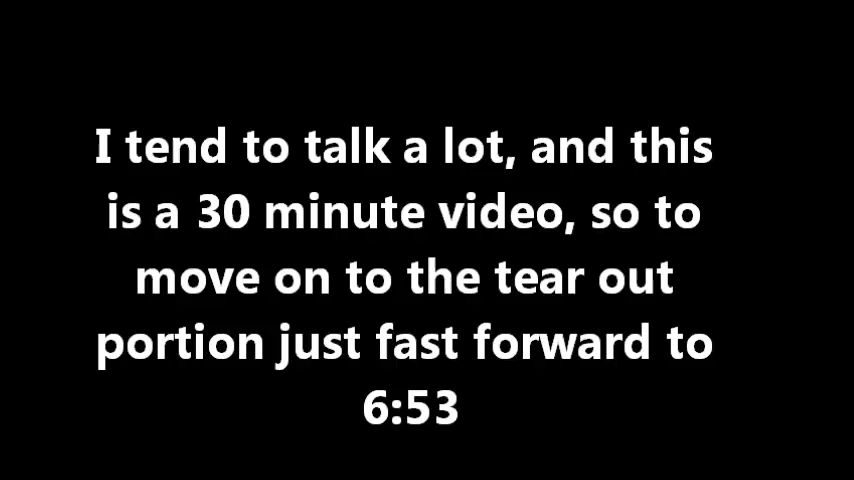 I tend to talk a lot, and this
is a 30 minute video, so to
move on to the tear out
portion just fast forward to
6:53